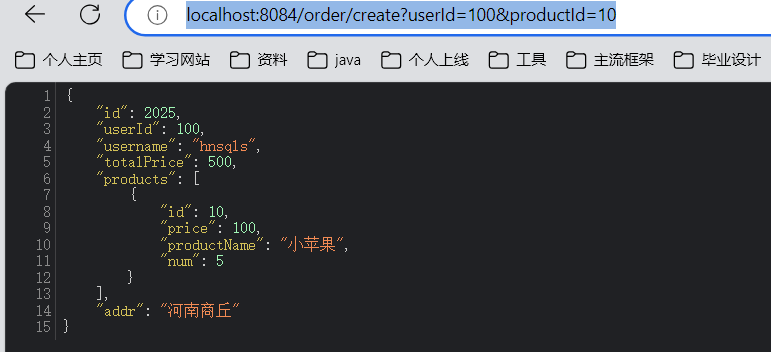 localhost:8084/order/create?userId=100&productId=10
个人主页 学习网站 资料 java 个人上线 工具 主流框架 毕业设计
1 {
2 "id": 2025,
3 "userId": 100,
4 "username": "hnsqls",
5 "totalPrice": 500,
6 "products": [
7 {
8 "id": 10,
9 "price": 100,
10 "productName": "小苹果",
11 "num": 5
12 }
13 ],
14 "addr": "河南商丘"
15 }